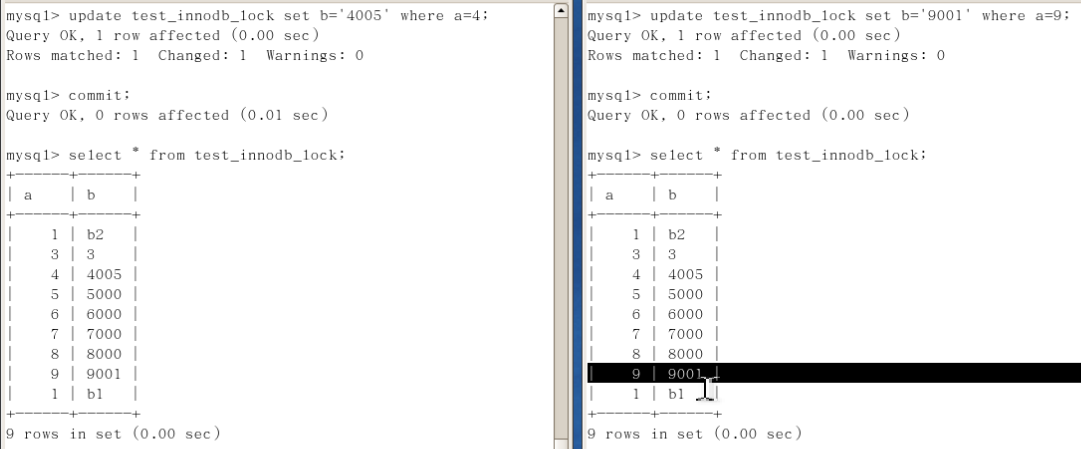 mysql> update test_innodb_lock set b='4005' where a=4;
Query OK, 1 row affected (0.00 sec)
Rows matched: 1  Changed: 1  Warnings: 0

mysql> commit;
Query OK, 0 rows affected (0.01 sec)

mysql> select * from test_innodb_lock;
+------+------+
| a    | b    |
+------+------+
|    1 | b2   |
|    3 | 3    |
|    4 | 4005 |
|    5 | 5000 |
|    6 | 6000 |
|    7 | 7000 |
|    8 | 8000 |
|    9 | 9001 |
|    1 | b1   |
+------+------+
9 rows in set (0.00 sec)

mysql> update test_innodb_lock set b='9001' where a=9;
Query OK, 1 row affected (0.00 sec)
Rows matched: 1  Changed: 1  Warnings: 0

mysql> commit;
Query OK, 0 rows affected (0.00 sec)

mysql> select * from test_innodb_lock;
+------+------+
| a    | b    |
+------+------+
|    1 | b2   |
|    3 | 3    |
|    4 | 4005 |
|    5 | 5000 |
|    6 | 6000 |
|    7 | 7000 |
|    8 | 8000 |
|    9 | 9001 |
|    1 | b1   |
+------+------+
9 rows in set (0.00 sec)